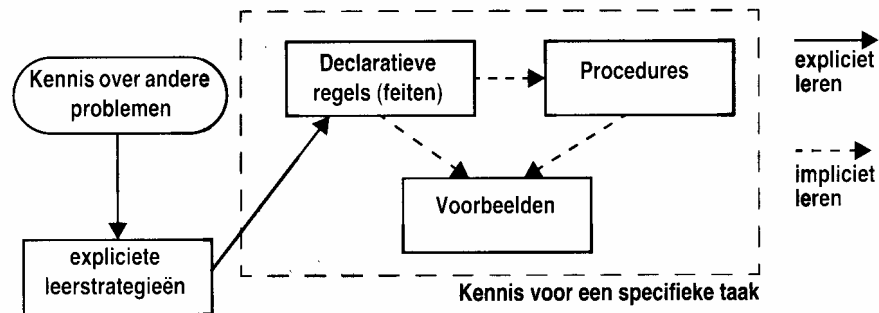 Kennis over andere
problemen
expliciete
leerstrategieën
Declaratieve
regels (feiten)
Procedures
Voorbeelden
Kennis voor een specifieke taak
expliciet
leren
impliciet
leren